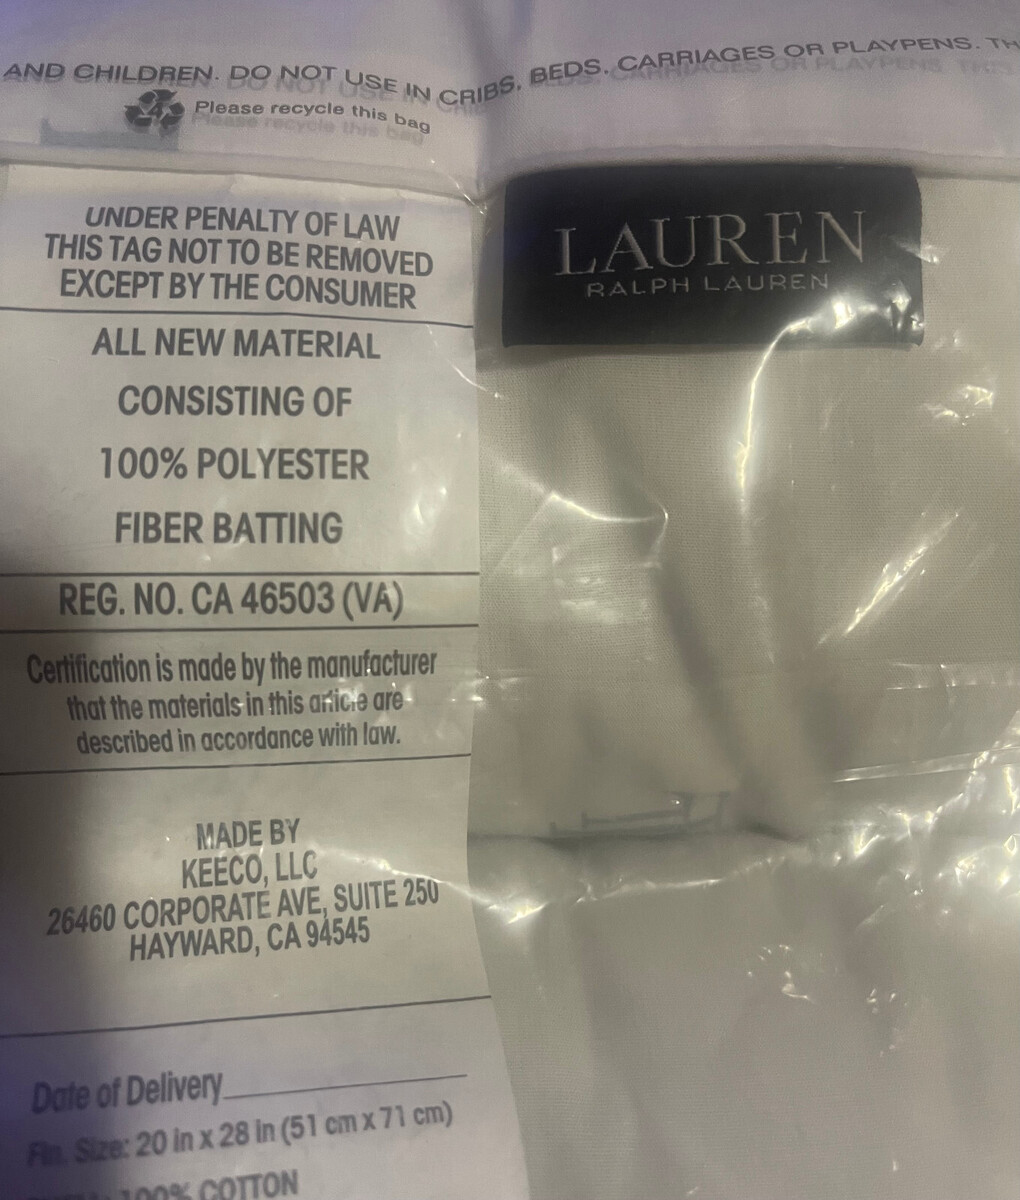 AND CHILDREN. DO NOT USE IN CRIBS, BEDS, CARRIAGES OR PLAYPENS. TH
4
Please recycle this bag
UNDER PENALTY OF LAW
THIS TAG NOT TO BE REMOVED
EXCEPT BY THE CONSUMER
ALL NEW MATERIAL
CONSISTING OF
100% POLYESTER
FIBER BATTING
REG. NO. CA 46503 (VA)
Certification is made by the manufacturer
that the materials in this article are
described in accordance with law.
MADE BY
KEECO, LLC
26460 CORPORATE AVE, SUITE 250
HAYWARD, CA 94545
Date of Delivery
Fin. Size: 20 in x 28 in (51 cm x 71 cm)
100% COTTON
LAUREN
RALPH LAUREN